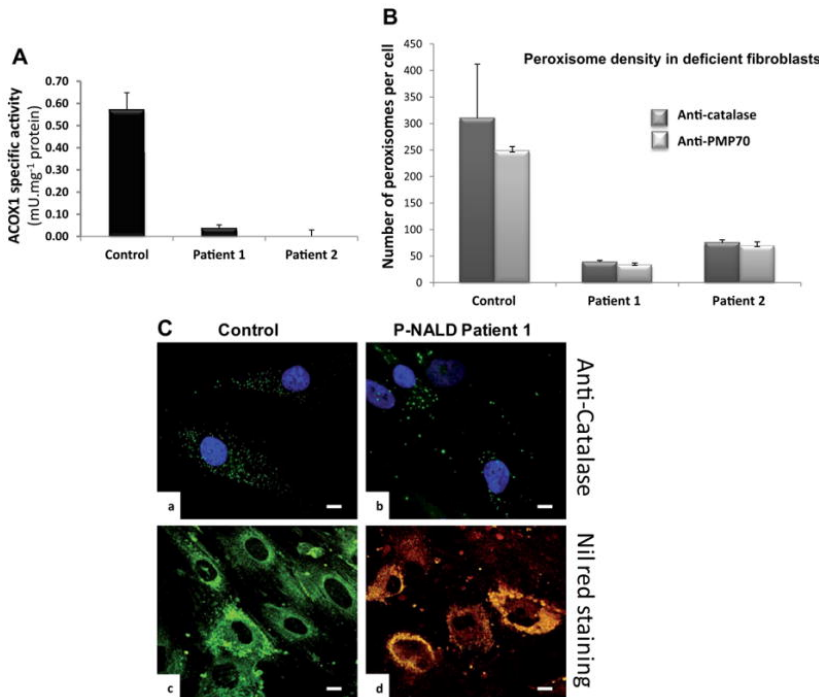 A
ACOX1 specific activity
(mU.mg⁻¹ protein)
0.70
0.60
0.50
0.40
0.30
0.20
0.10
0.00
Control
Patient 1
Patient 2
B
Peroxisome density in deficient fibroblasts
Number of peroxisomes per cell
450
400
350
300
250
200
150
100
50
0
Anti-catalase
Anti-PMP70
Control
Patient 1
Patient 2
C
Control
P-NALD Patient 1
Anti-Catalase
a
b
Nil red staining
c
d